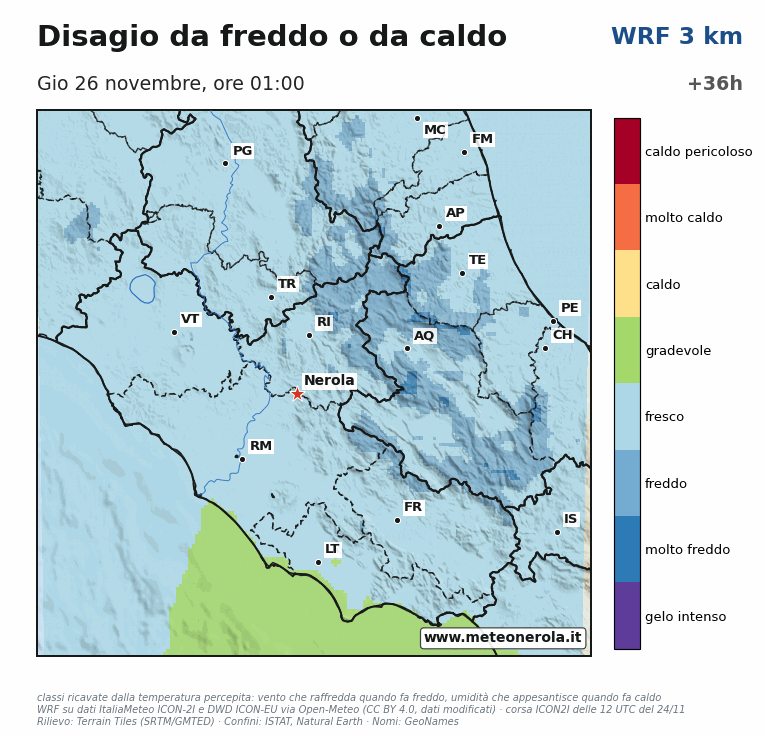 Disagio da freddo o da caldo
WRF 3 km
Gio 26 novembre, ore 01:00
+36h
MC
FM
PG
AP
TE
TR
PE
VT
RI
CH
AQ
Nerola
RM
FR
IS
LT
www.meteonerola.it
caldo pericoloso
molto caldo
caldo
gradevole
fresco
freddo
molto freddo
gelo intenso
classi ricavate dalla temperatura percepita: vento che raffredda quando fa freddo, umidità che appesantisce quando fa caldo
WRF su dati ItaliaMeteo ICON-2I e DWD ICON-EU via Open-Meteo (CC BY 4.0, dati modificati) · corsa ICON2I delle 12 UTC del 24/11
Rilievo: Terrain Tiles (SRTM/GMTED) · Confini: ISTAT, Natural Earth · Nomi: GeoNames